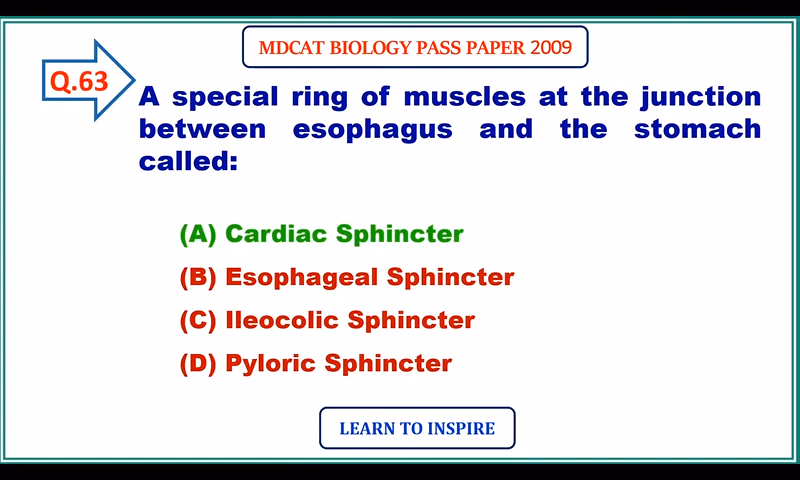 MDCAT BIOLOGY PASS PAPER 2009
Q.63
A special ring of muscles at the junction
between esophagus and the stomach
called:
(A) Cardiac Sphincter
(B) Esophageal Sphincter
(C) Ileocolic Sphincter
(D) Pyloric Sphincter
LEARN TO INSPIRE